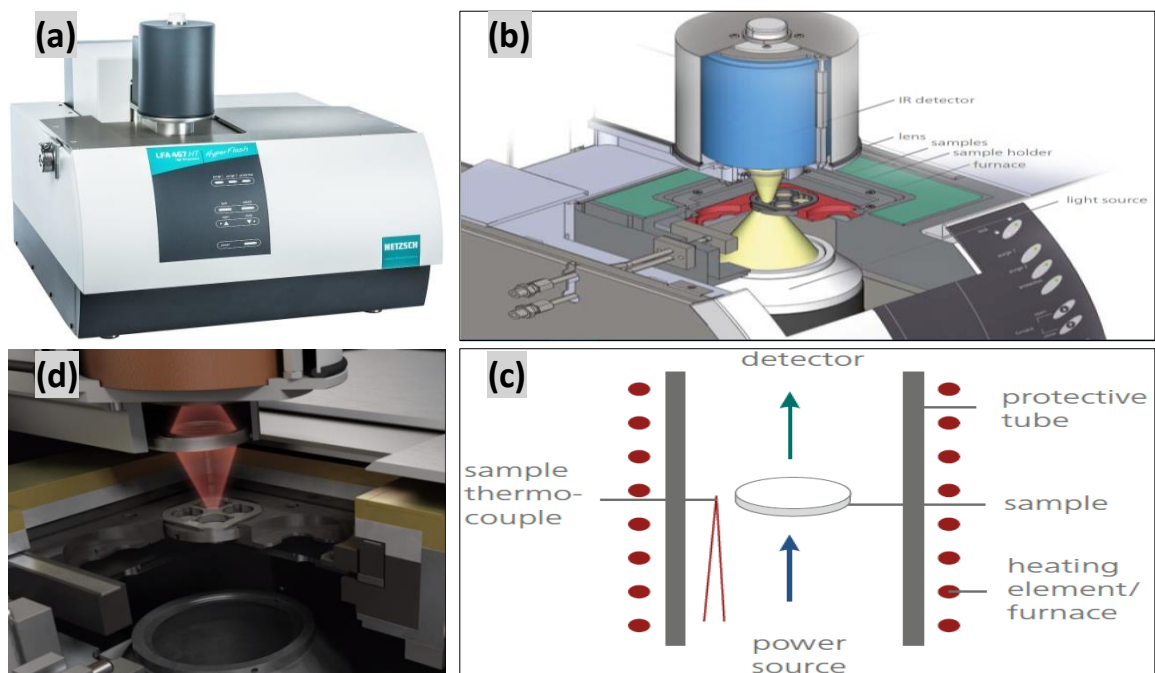 (a)
LFA 467 HT HyperFlash
NETZSCH
(b)
IR detector
lens
samples
sample holder
furnace
light source
(d)
(c)
detector
protective
tube
sample
thermo-
couple
sample
heating
element/
furnace
power
source